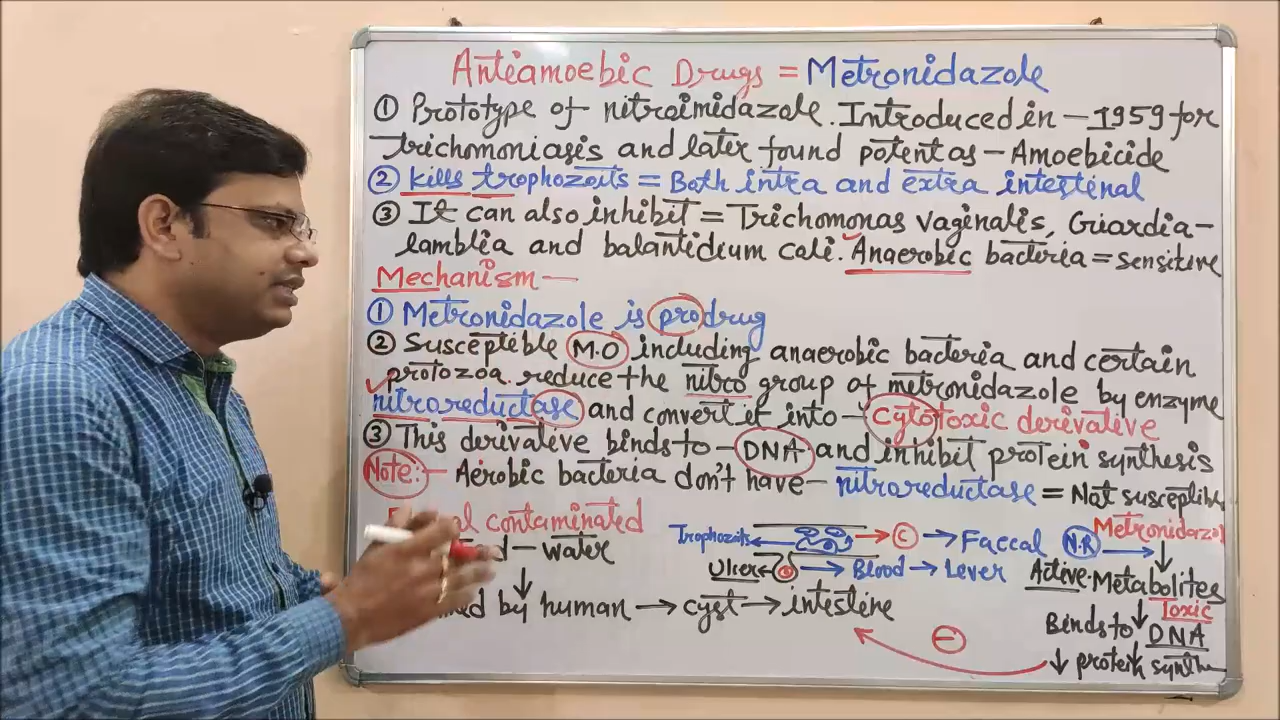 Antiamoebic Drugs = Metronidazole
① Prototype of nitroimidazole. Introduced in – 1959 for
trichomoniasis and later found potent as – Amoebicide
② Kills trophozoits = Both intra and extra intestinal
③ It can also inhibit = Trichomonas vaginalis, Guardia –
lamblia and balantidium coli. Anaerobic bacteria = sensitive
Mechanism —
① Metronidazole is prodrug
② Susceptible M.O including anaerobic bacteria and certain
protozoa reduce the nitro group of metronidazole by enzyme
nitroreductase and convert it into – Cytotoxic derivative
③ This derivative binds to – DNA and inhibit protein synthesis
Note:– Aerobic bacteria don't have – nitroreductase = Not susceptible
contaminated
– water
↓
by human → cyst → intestine
Trophozoits ← → C → Faecal
Ulcer ← → Blood → Lever
Metronidazol
N.R → ↓
Active Metabolites
↓ Toxic
Binds to DNA
↓ protein synthe
⊖